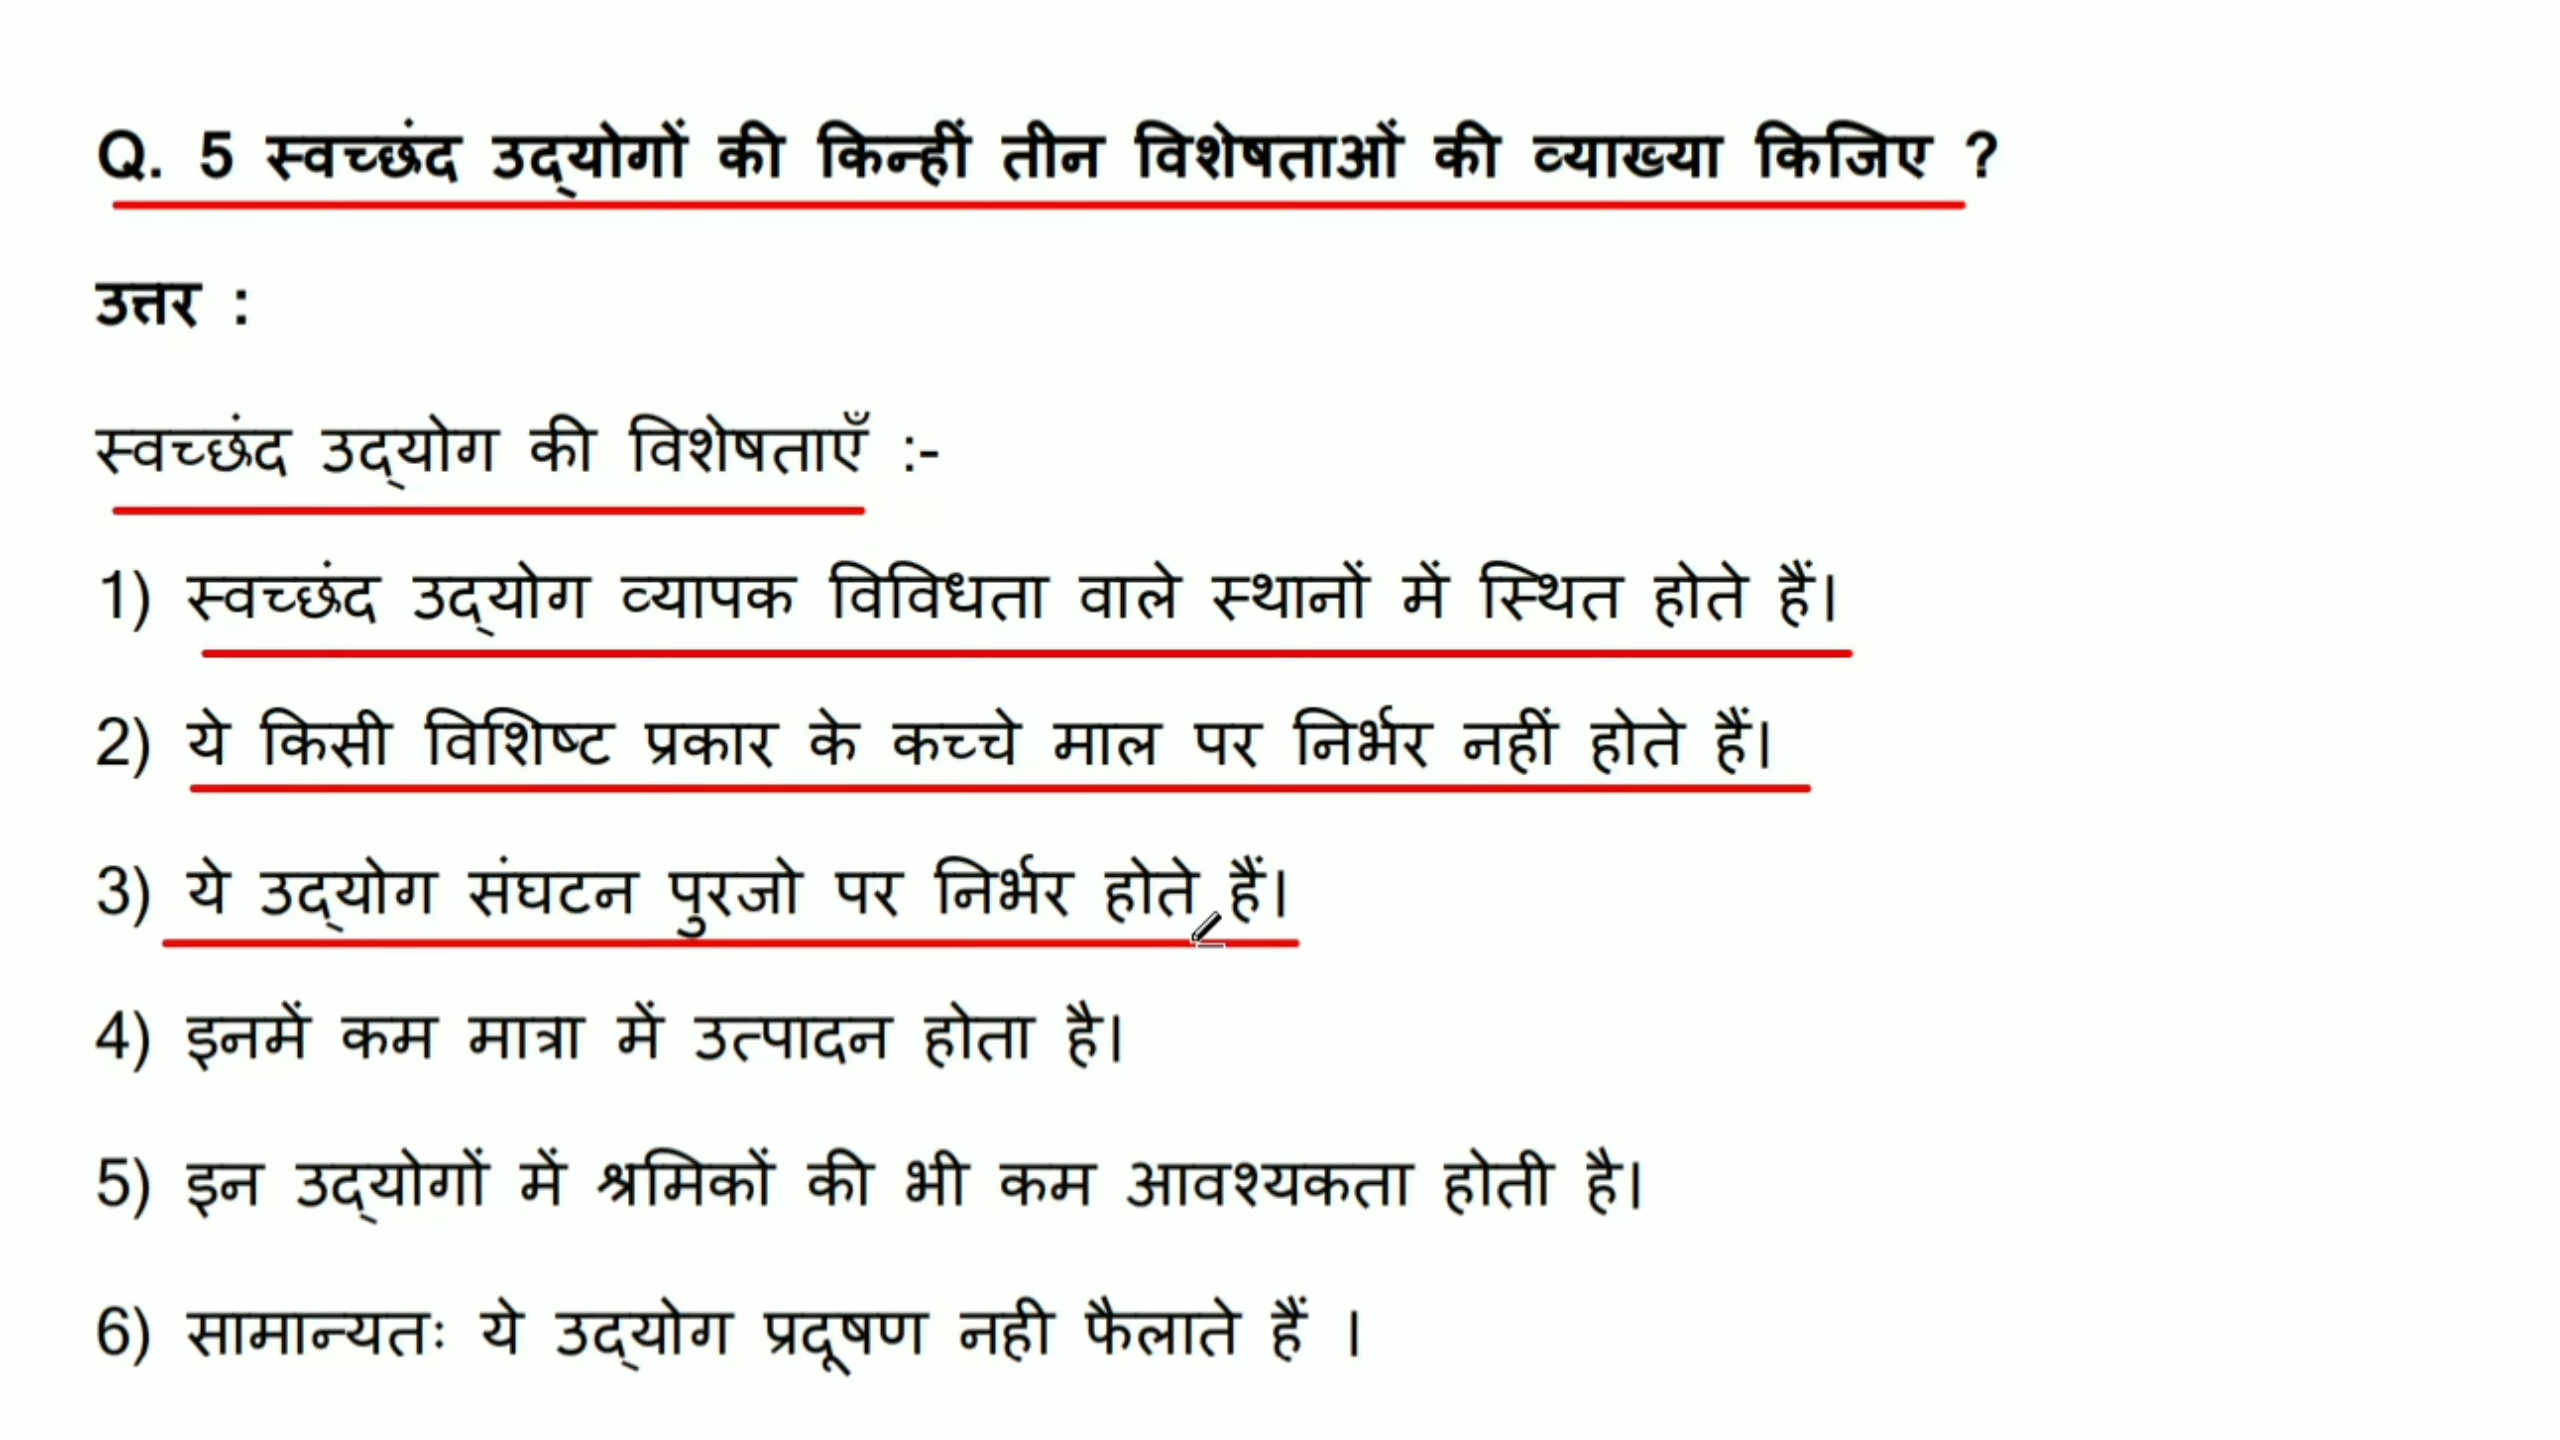 Q. 5 स्वच्छंद उद्योगों की किन्हीं तीन विशेषताओं की व्याख्या किजिए ?
उत्तर :
स्वच्छंद उद्योग की विशेषताएँ :-
1) स्वच्छंद उद्योग व्यापक विविधता वाले स्थानों में स्थित होते हैं।
2) ये किसी विशिष्ट प्रकार के कच्चे माल पर निर्भर नहीं होते हैं।
3) ये उद्योग संघटन पुरजो पर निर्भर होते हैं।
4) इनमें कम मात्रा में उत्पादन होता है।
5) इन उद्योगों में श्रमिकों की भी कम आवश्यकता होती है।
6) सामान्यतः ये उद्योग प्रदूषण नही फैलाते हैं ।